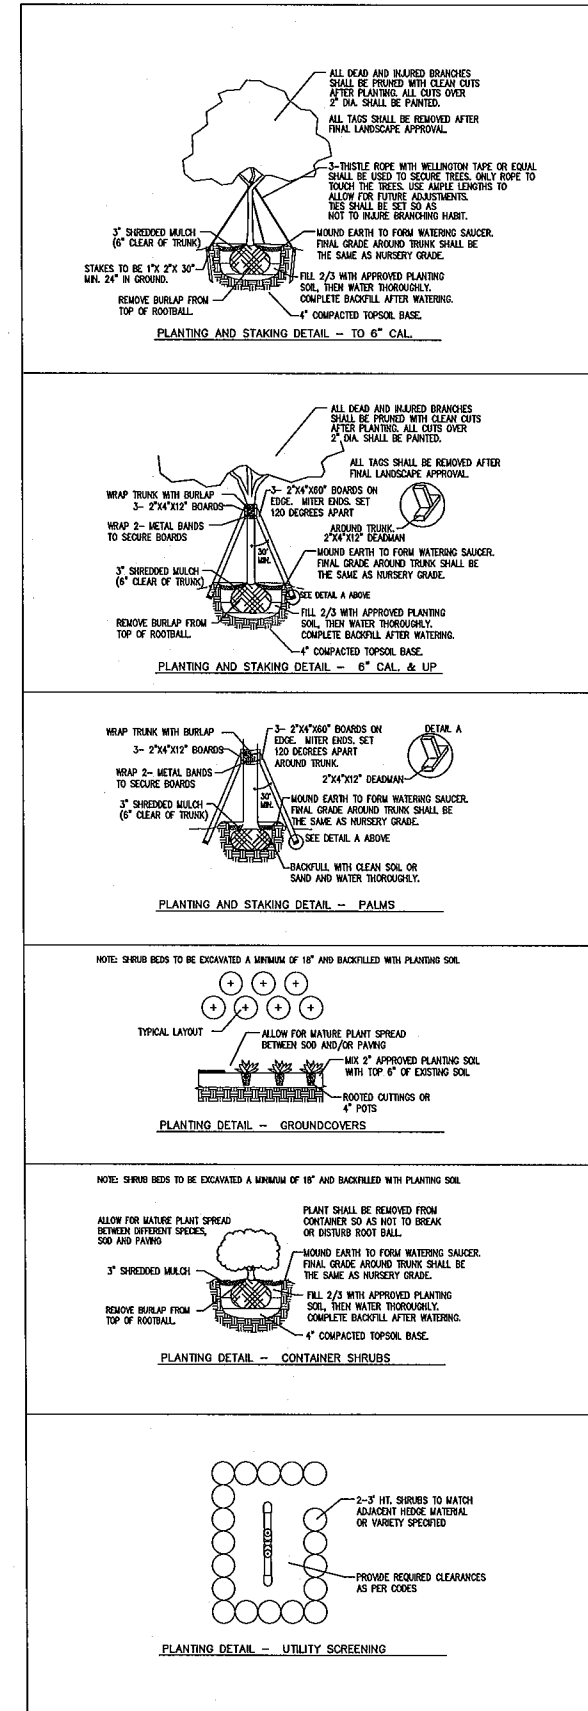 ALL DEAD AND INJURED BRANCHES
SHALL BE PRUNED WITH CLEAN CUTS
AFTER PLANTING. ALL CUTS OVER
2" DIA. SHALL BE PAINTED.
ALL TAGS SHALL BE REMOVED AFTER
FINAL LANDSCAPE APPROVAL.
3-THISTLE ROPE WITH WELLINGTON TAPE OR EQUAL
SHALL BE USED TO SECURE TREES. ONLY ROPE TO
TOUCH THE TREES. USE AMPLE LENGTHS TO
ALLOW FOR FUTURE ADJUSTMENTS.
TIES SHALL BE SET SO AS
NOT TO INJURE BRANCHING HABIT.
3" SHREDDED MULCH
(6" CLEAR OF TRUNK)
MOUND EARTH TO FORM WATERING SAUCER.
FINAL GRADE AROUND TRUNK SHALL BE
THE SAME AS NURSERY GRADE.
STAKES TO BE 1"X 2"X 30"
MIN. 24" IN GROUND.
FILL 2/3 WITH APPROVED PLANTING
SOIL, THEN WATER THOROUGHLY.
COMPLETE BACKFILL AFTER WATERING.
REMOVE BURLAP FROM
TOP OF ROOTBALL.
4" COMPACTED TOPSOIL BASE.
PLANTING AND STAKING DETAIL - TO 6" CAL.
ALL DEAD AND INJURED BRANCHES
SHALL BE PRUNED WITH CLEAN CUTS
AFTER PLANTING. ALL CUTS OVER
2" DIA. SHALL BE PAINTED.
ALL TAGS SHALL BE REMOVED AFTER
FINAL LANDSCAPE APPROVAL.
WRAP TRUNK WITH BURLAP
3- 2"X4"X12" BOARDS
WRAP 2- METAL BANDS
TO SECURE BOARDS
3- 2"X4"X60" BOARDS ON
EDGE. MITER ENDS. SET
120 DEGREES APART
AROUND TRUNK.
2"X4"X12" DEADMAN
30°
MIN.
MOUND EARTH TO FORM WATERING SAUCER.
FINAL GRADE AROUND TRUNK SHALL BE
THE SAME AS NURSERY GRADE.
3" SHREDDED MULCH
(6" CLEAR OF TRUNK)
SEE DETAIL A ABOVE
REMOVE BURLAP FROM
TOP OF ROOTBALL.
FILL 2/3 WITH APPROVED PLANTING
SOIL, THEN WATER THOROUGHLY.
COMPLETE BACKFILL AFTER WATERING.
4" COMPACTED TOPSOIL BASE.
PLANTING AND STAKING DETAIL - 6" CAL. & UP
WRAP TRUNK WITH BURLAP
3- 2"X4"X12" BOARDS
WRAP 2- METAL BANDS
TO SECURE BOARDS
3- 2"X4"X60" BOARDS ON
EDGE. MITER ENDS. SET
120 DEGREES APART
AROUND TRUNK.
DETAIL A
2"X4"X12" DEADMAN
30°
MIN.
3" SHREDDED MULCH
(6" CLEAR OF TRUNK)
MOUND EARTH TO FORM WATERING SAUCER.
FINAL GRADE AROUND TRUNK SHALL BE
THE SAME AS NURSERY GRADE.
SEE DETAIL A ABOVE
BACKFULL WITH CLEAN SOIL OR
SAND AND WATER THOROUGHLY.
PLANTING AND STAKING DETAIL - PALMS
NOTE: SHRUB BEDS TO BE EXCAVATED A MINIMUM OF 18" AND BACKFILLED WITH PLANTING SOIL
TYPICAL LAYOUT
ALLOW FOR MATURE PLANT SPREAD
BETWEEN SOD AND/OR PAVING
MIX 2" APPROVED PLANTING SOIL
WITH TOP 6" OF EXISTING SOIL
ROOTED CUTTINGS OR
4" POTS
PLANTING DETAIL - GROUNDCOVERS
NOTE: SHRUB BEDS TO BE EXCAVATED A MINIMUM OF 18" AND BACKFILLED WITH PLANTING SOIL
ALLOW FOR MATURE PLANT SPREAD
BETWEEN DIFFERENT SPECIES,
SOD AND PAVING
PLANT SHALL BE REMOVED FROM
CONTAINER SO AS NOT TO BREAK
OR DISTURB ROOT BALL.
3" SHREDDED MULCH
MOUND EARTH TO FORM WATERING SAUCER.
FINAL GRADE AROUND TRUNK SHALL BE
THE SAME AS NURSERY GRADE.
REMOVE BURLAP FROM
TOP OF ROOTBALL
FILL 2/3 WITH APPROVED PLANTING
SOIL, THEN WATER THOROUGHLY.
COMPLETE BACKFILL AFTER WATERING.
4" COMPACTED TOPSOIL BASE.
PLANTING DETAIL - CONTAINER SHRUBS
2-3' HT. SHRUBS TO MATCH
ADJACENT HEDGE MATERIAL
OR VARIETY SPECIFIED
PROVIDE REQUIRED CLEARANCES
AS PER CODES
PLANTING DETAIL - UTILITY SCREENING